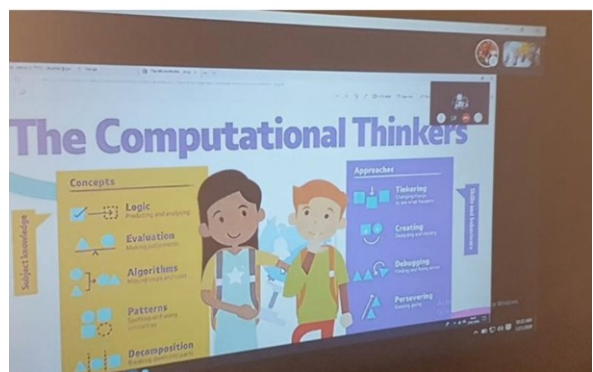 The Computational Thinkers
Concepts
Logic
Predicting and analysing
Evaluation
Making judgements
Algorithms
Making steps and rules
Patterns
Spotting and using
similarities
Decomposition
Breaking down into parts
Subject knowledge
Approaches
Tinkering
Changing things
to see what happens
Creating
Designing and making
Debugging
Finding and fixing errors
Persevering
Keeping going
Skills and behaviours
Windows